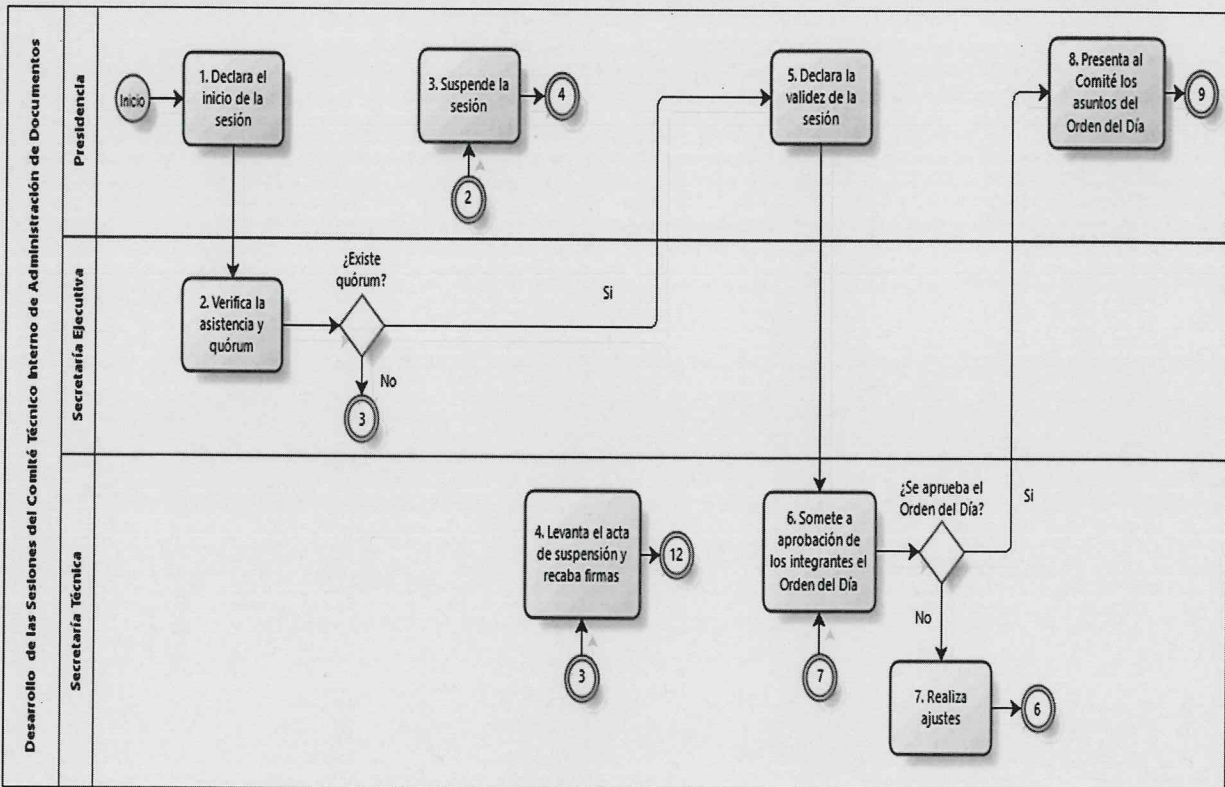 Desarrollo de las Sesiones del Comité Técnico Interno de Administración de Documentos
Presidencia
Inicio
1. Declara el
inicio de la
sesión
3. Suspende la
sesión
4
2
5. Declara la
validez de la
sesión
8. Presenta al
Comité los
asuntos del
Orden del Día
9
Secretaría Ejecutiva
2. Verifica la
asistencia y
quórum
¿Existe
quórum?
Si
No
3
Secretaría Técnica
4. Levanta el acta
de suspensión y
recaba firmas
12
3
6. Somete a
aprobación de
los integrantes el
Orden del Día
7
¿Se aprueba el
Orden del Día?
Si
No
7. Realiza
ajustes
6